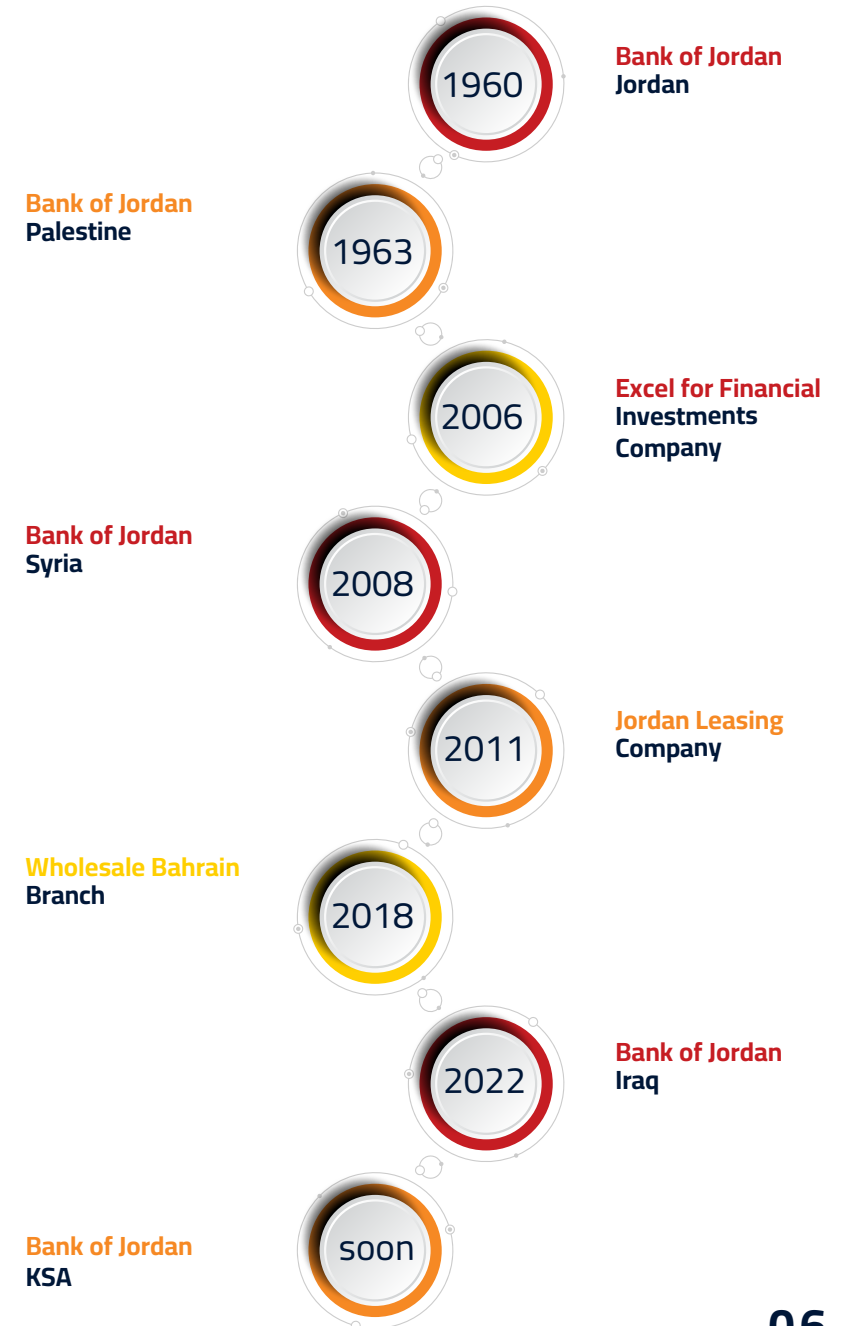 1960
Bank of Jordan
Jordan
Bank of Jordan
Palestine
1963
2006
Excel for Financial
Investments
Company
Bank of Jordan
Syria
2008
2011
Jordan Leasing
Company
Wholesale Bahrain
Branch
2018
2022
Bank of Jordan
Iraq
Bank of Jordan
KSA
soon
06